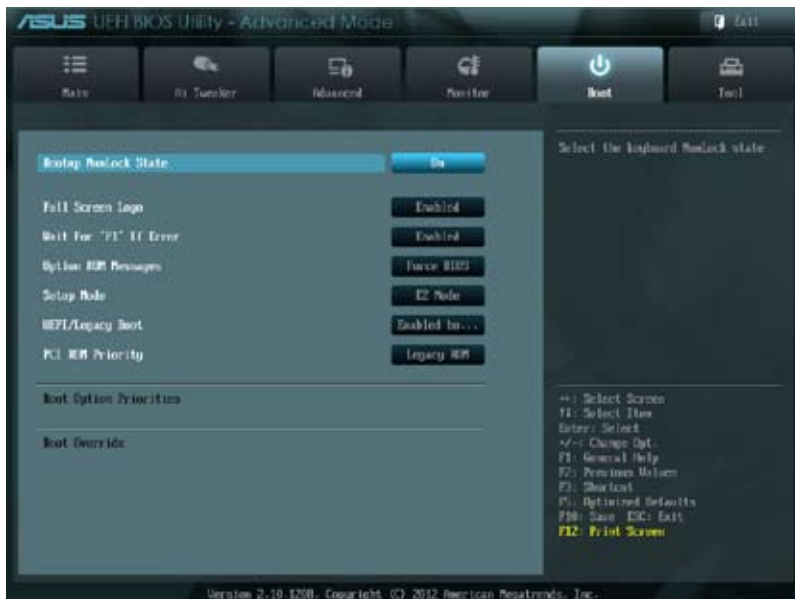 ASUS UEFI BIOS Utility - Advanced Mode
Exit
Main
Ai Tweaker
Advanced
Monitor
Boot
Tool
Bootup NumLock State
On
Full Screen Logo
Enabled
Wait For "F1" If Error
Enabled
Option ROM Messages
Force BIOS
Setup Mode
EZ Mode
UEFI/Legacy Boot
Enabled bo...
PCI ROM Priority
Legacy ROM
Boot Option Priorities
Boot Override
Select the keyboard NumLock state
→←: Select Screen
↑↓: Select Item
Enter: Select
+/-: Change Opt.
F1: General Help
F2: Previous Values
F3: Shortcut
F5: Optimized Defaults
F10: Save ESC: Exit
F12: Print Screen
Version 2.10.1208. Copyright (C) 2012 American Megatrends, Inc.